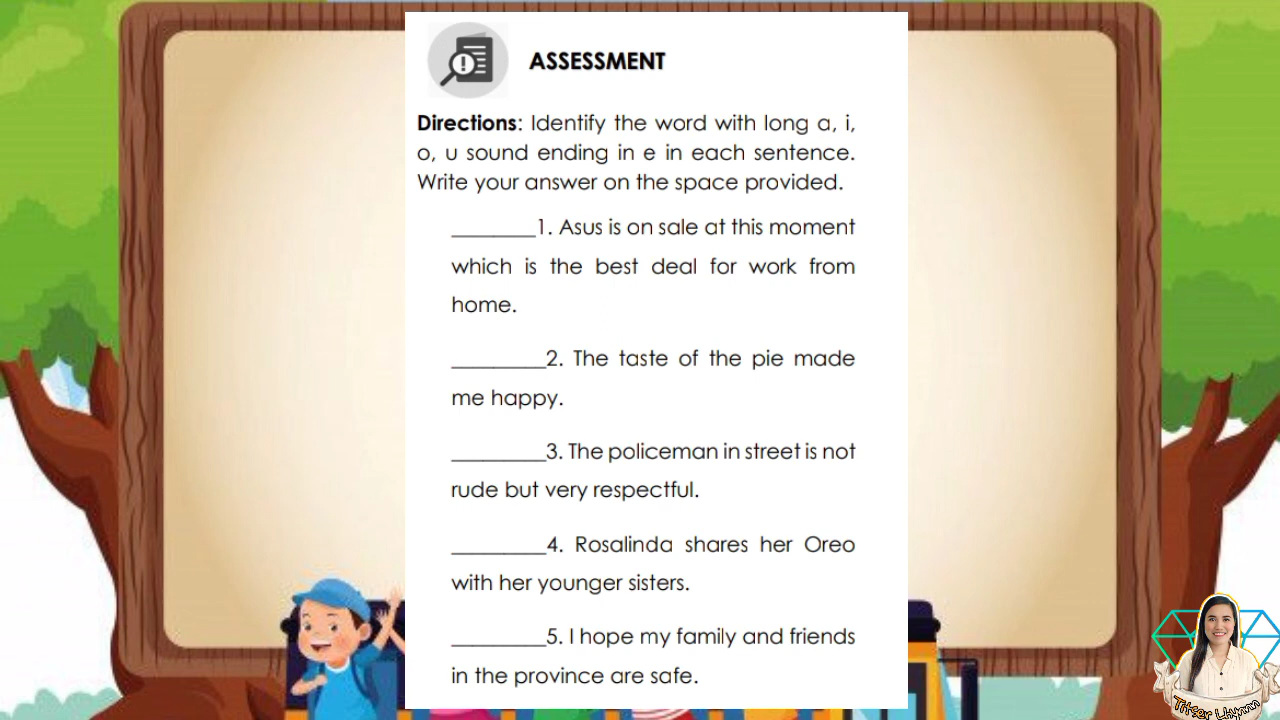 ASSESSMENT
Directions: Identify the word with long a, i,
o, u sound ending in e in each sentence.
Write your answer on the space provided.
________1. Asus is on sale at this moment
which is the best deal for work from
home.
_________2. The taste of the pie made
me happy.
_________3. The policeman in street is not
rude but very respectful.
_________4. Rosalinda shares her Oreo
with her younger sisters.
_________5. I hope my family and friends
in the province are safe.